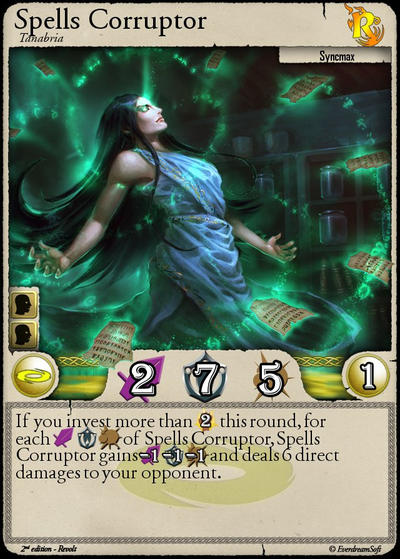 Spells Corruptor
R
Tanabria
Syncmax
2 7 5 1
If you invest more than 2 this round, for
each of Spells Corruptor, Spells
Corruptor gains -1 -1 -1 and deals 6 direct
damages to your opponent.
2nd edition - Revolt
© EverdreamSoft